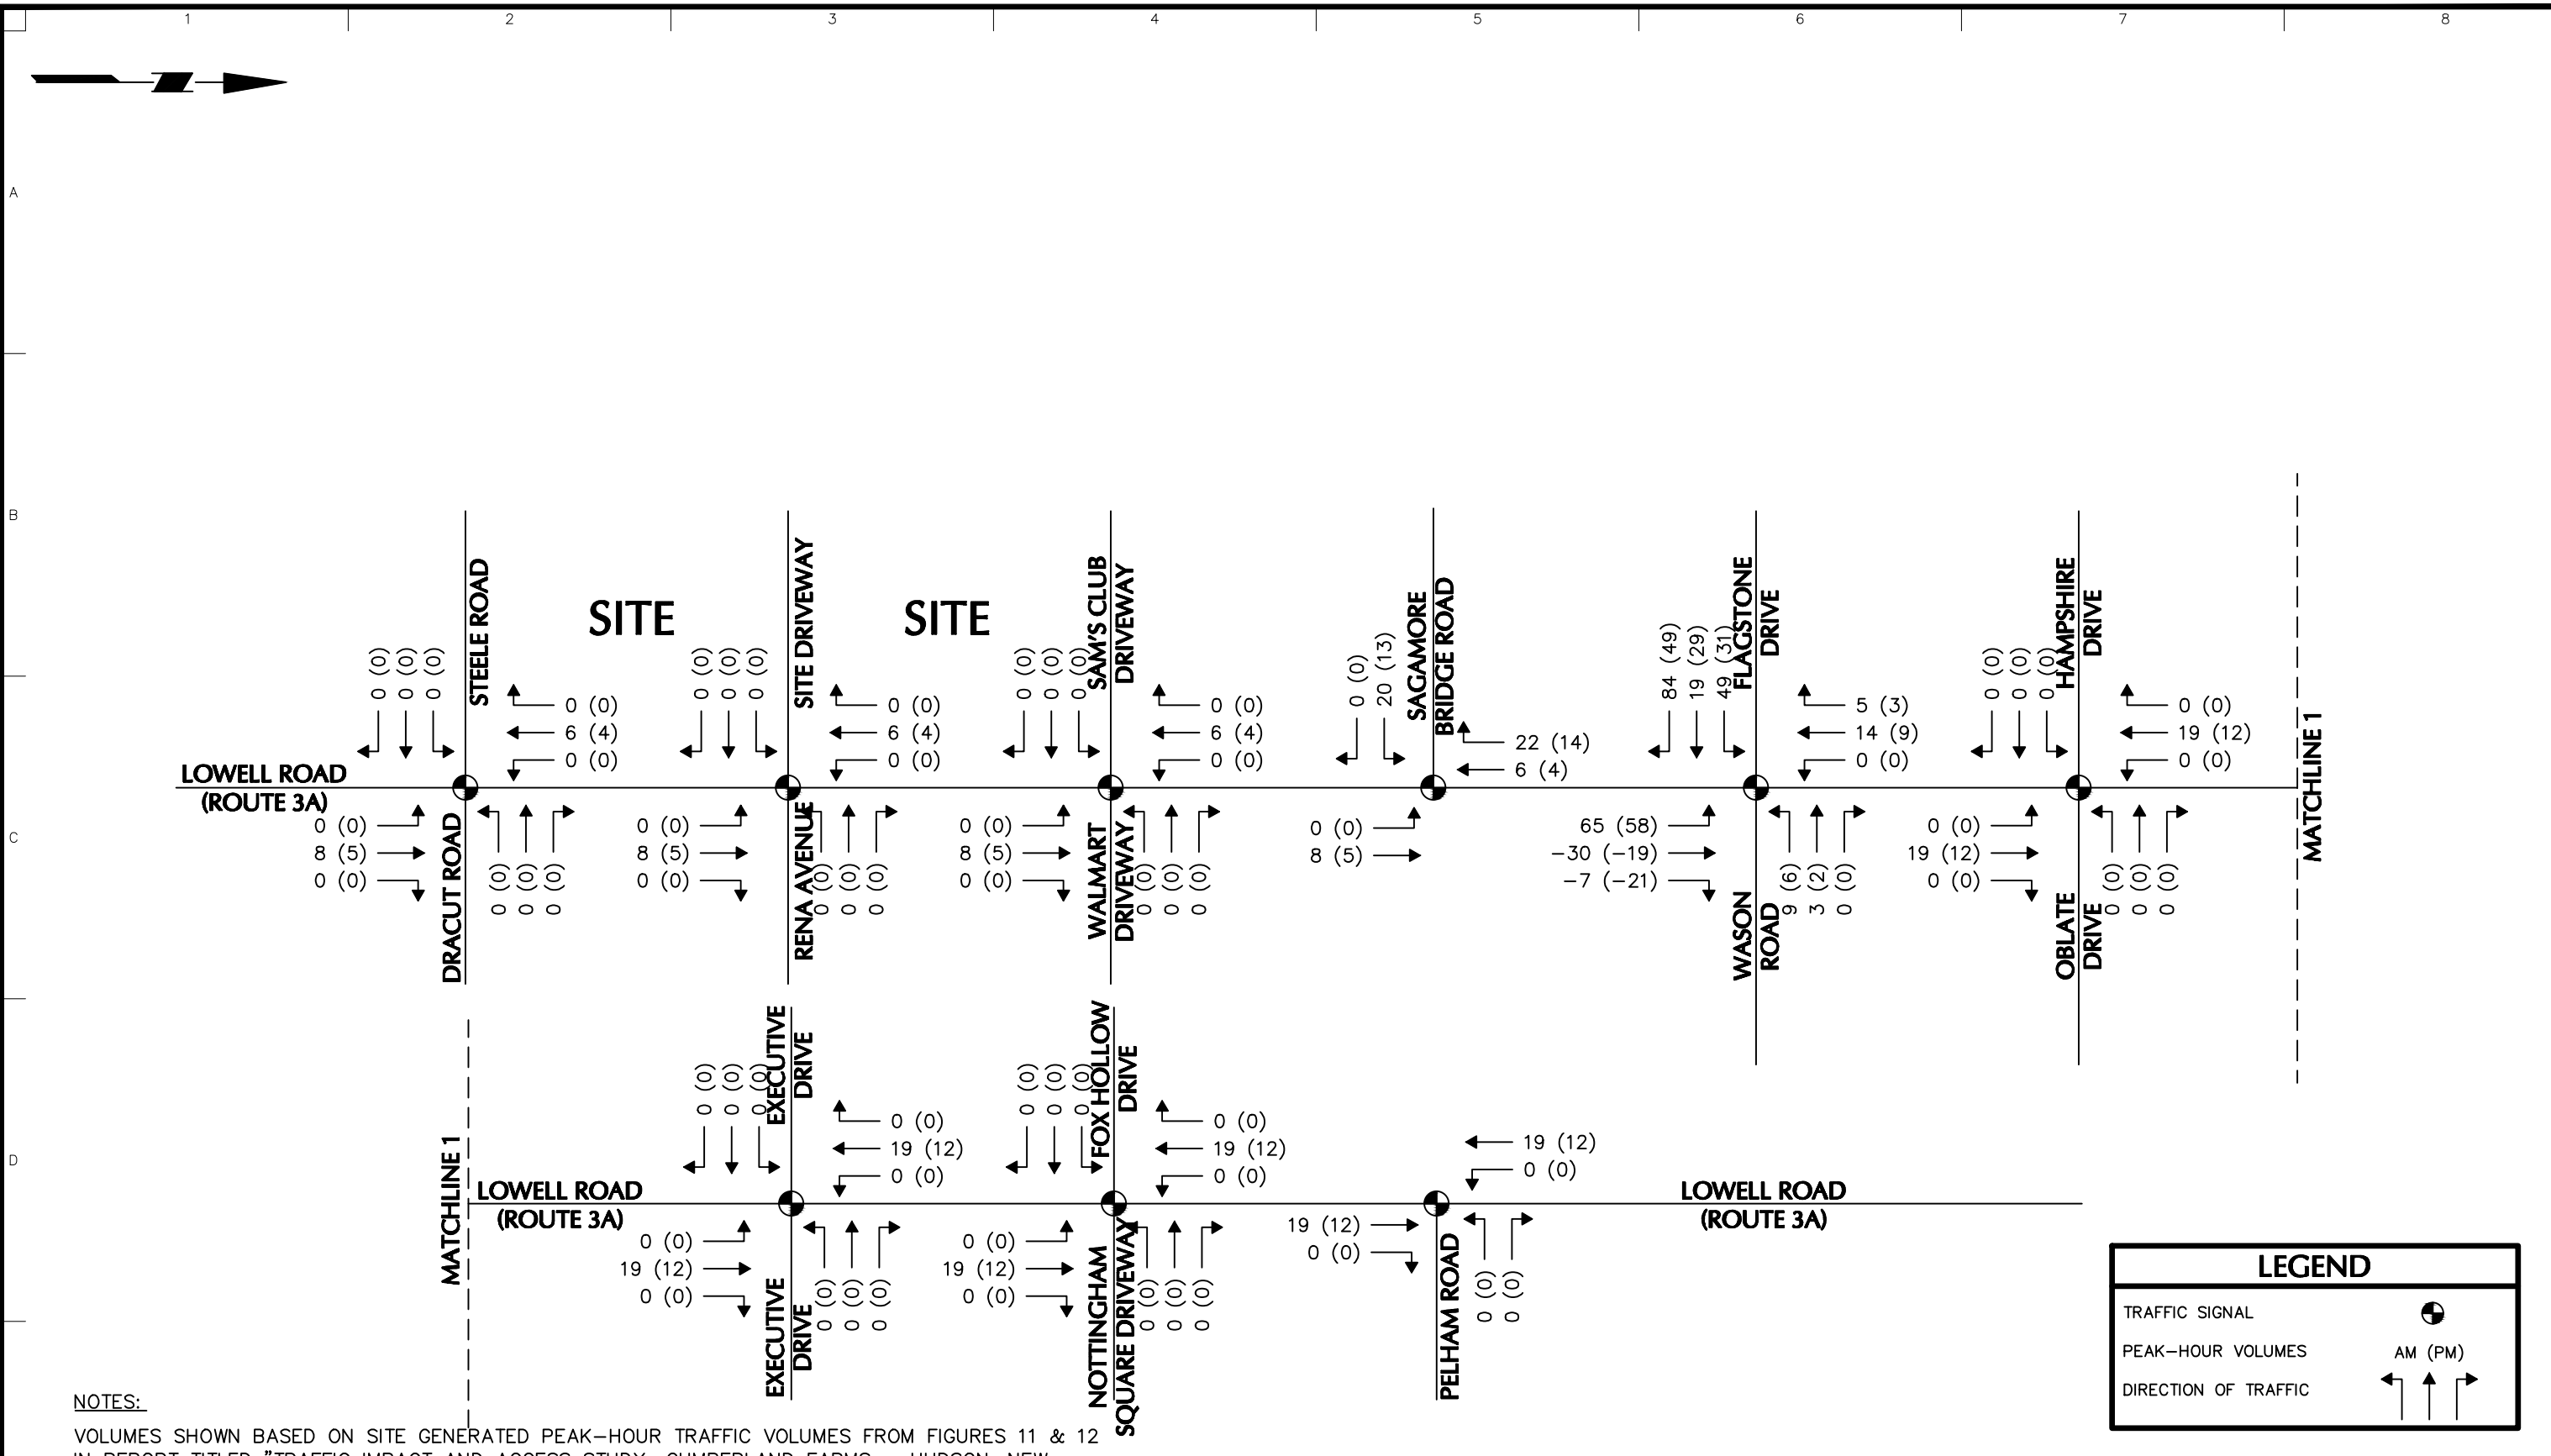 1 2 3 4 5 6 7 8
A
B
C
D
STEELE ROAD
SITE
SITE DRIVEWAY
SITE
SAM'S CLUB
DRIVEWAY
SAGAMORE
BRIDGE ROAD
FLAGSTONE
DRIVE
HAMPSHIRE
DRIVE
0 (0)
0 (0)
0 (0)
0 (0)
6 (4)
0 (0)
0 (0)
0 (0)
0 (0)
0 (0)
6 (4)
0 (0)
0 (0)
0 (0)
0 (0)
0 (0)
6 (4)
0 (0)
0 (0)
20 (13)
22 (14)
6 (4)
84 (49)
19 (29)
49 (31)
5 (3)
14 (9)
0 (0)
0 (0)
0 (0)
0 (0)
0 (0)
19 (12)
0 (0)
MATCHLINE 1
LOWELL ROAD
(ROUTE 3A)
0 (0)
8 (5)
0 (0)
DRACUT ROAD
0 (0)
0 (0)
0 (0)
0 (0)
8 (5)
0 (0)
RENA AVENUE
0 (0)
0 (0)
0 (0)
0 (0)
8 (5)
0 (0)
WALMART
DRIVEWAY
0 (0)
0 (0)
0 (0)
0 (0)
8 (5)
65 (58)
-30 (-19)
-7 (-21)
WASON
ROAD
9 (6)
3 (2)
0 (0)
0 (0)
19 (12)
0 (0)
OBLATE
DRIVE
0 (0)
0 (0)
0 (0)
MATCHLINE 1
LOWELL ROAD
(ROUTE 3A)
0 (0)
0 (0)
0 (0)
EXECUTIVE
DRIVE
0 (0)
19 (12)
0 (0)
0 (0)
0 (0)
0 (0)
FOX HOLLOW
DRIVE
0 (0)
19 (12)
0 (0)
19 (12)
0 (0)
LOWELL ROAD
(ROUTE 3A)
0 (0)
19 (12)
0 (0)
EXECUTIVE
DRIVE
0 (0)
0 (0)
0 (0)
0 (0)
19 (12)
0 (0)
NOTTINGHAM
SQUARE DRIVEWAY
0 (0)
0 (0)
0 (0)
19 (12)
0 (0)
PELHAM ROAD
0 (0)
0 (0)
LEGEND
TRAFFIC SIGNAL
PEAK-HOUR VOLUMES AM (PM)
DIRECTION OF TRAFFIC
NOTES:
VOLUMES SHOWN BASED ON SITE GENERATED PEAK-HOUR TRAFFIC VOLUMES FROM FIGURES 11 & 12
IN REPORT TITLED "TRAFFIC IMPACT AND ACCESS STUDY, CUMBERLAND FARMS - HUDSON, NEW